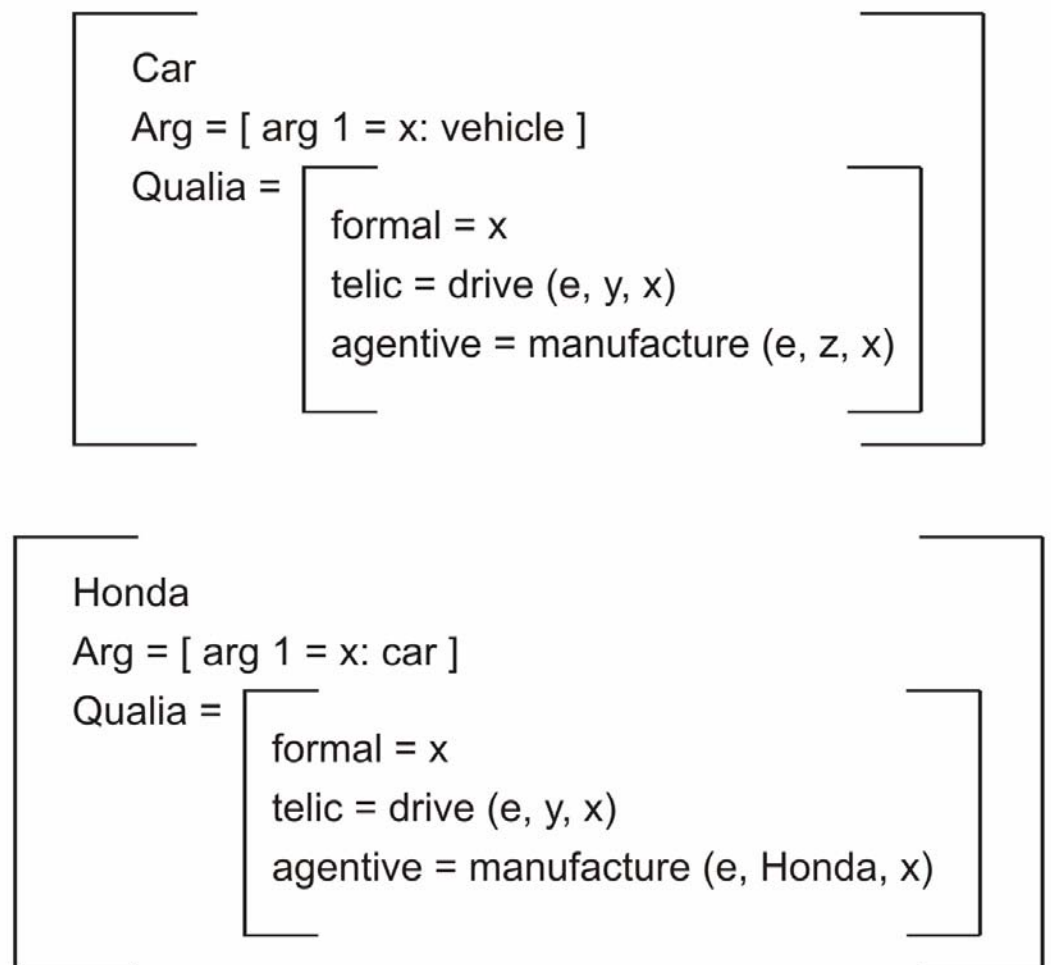 Car
Arg = [ arg 1 = x: vehicle ]
Qualia =
formal = x
telic = drive (e, y, x)
agentive = manufacture (e, z, x)
Honda
Arg = [ arg 1 = x: car ]
Qualia =
formal = x
telic = drive (e, y, x)
agentive = manufacture (e, Honda, x)